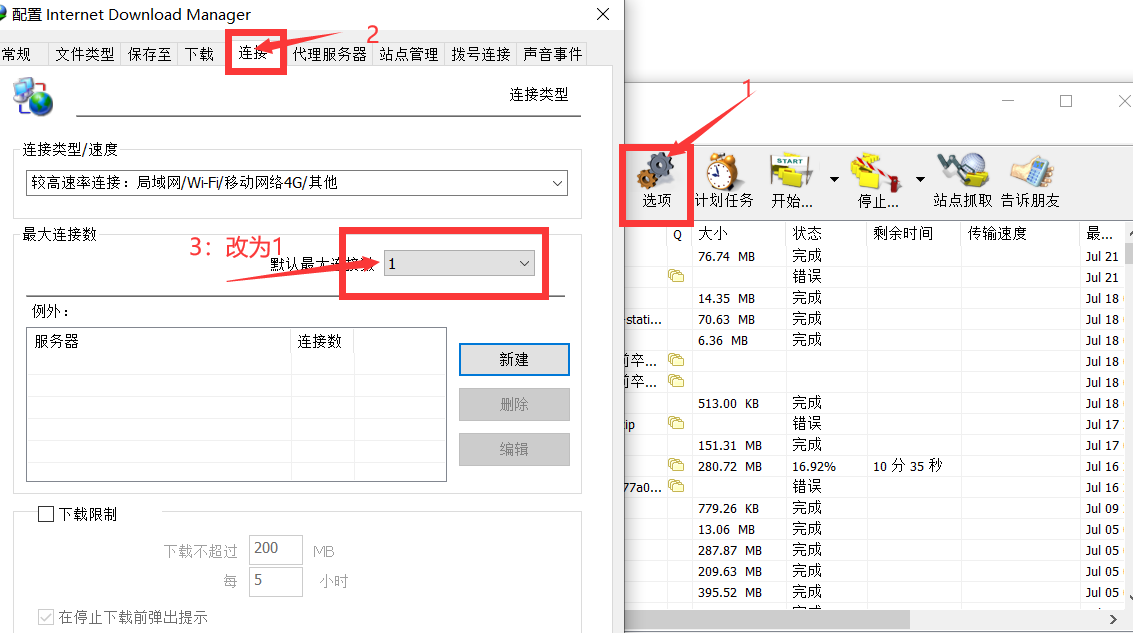 配置 Internet Download Manager
常规 文件类型 保存至 下载 连接 代理服务器 站点管理 拨号连接 声音事件
2
连接类型
连接类型/速度
较高速率连接：局域网/Wi-Fi/移动网络4G/其他
最大连接数
3：改为1
默认最大连接数 1
例外：
服务器 连接数
新建
删除
编辑
下载限制
下载不超过 200 MB
每 5 小时
在停止下载前弹出提示
1
选项 计划任务 开始... 停止... 站点抓取 告诉朋友
Q 大小 状态 剩余时间 传输速度 最...
76.74 MB 完成 Jul 21
错误 Jul 21
14.35 MB 完成 Jul 18
estati... 70.63 MB 完成 Jul 18
6.36 MB 完成 Jul 18
前卒... Jul 18
前卒... Jul 18
513.00 KB 完成 Jul 18
ip 错误 Jul 17
151.31 MB 完成 Jul 17
280.72 MB 16.92% 10 分 35 秒 Jul 16
77a0... 错误 Jul 16
779.26 KB 完成 Jul 09
13.06 MB 完成 Jul 05
287.87 MB 完成 Jul 05
209.63 MB 完成 Jul 05
395.52 MB 完成 Jul 05